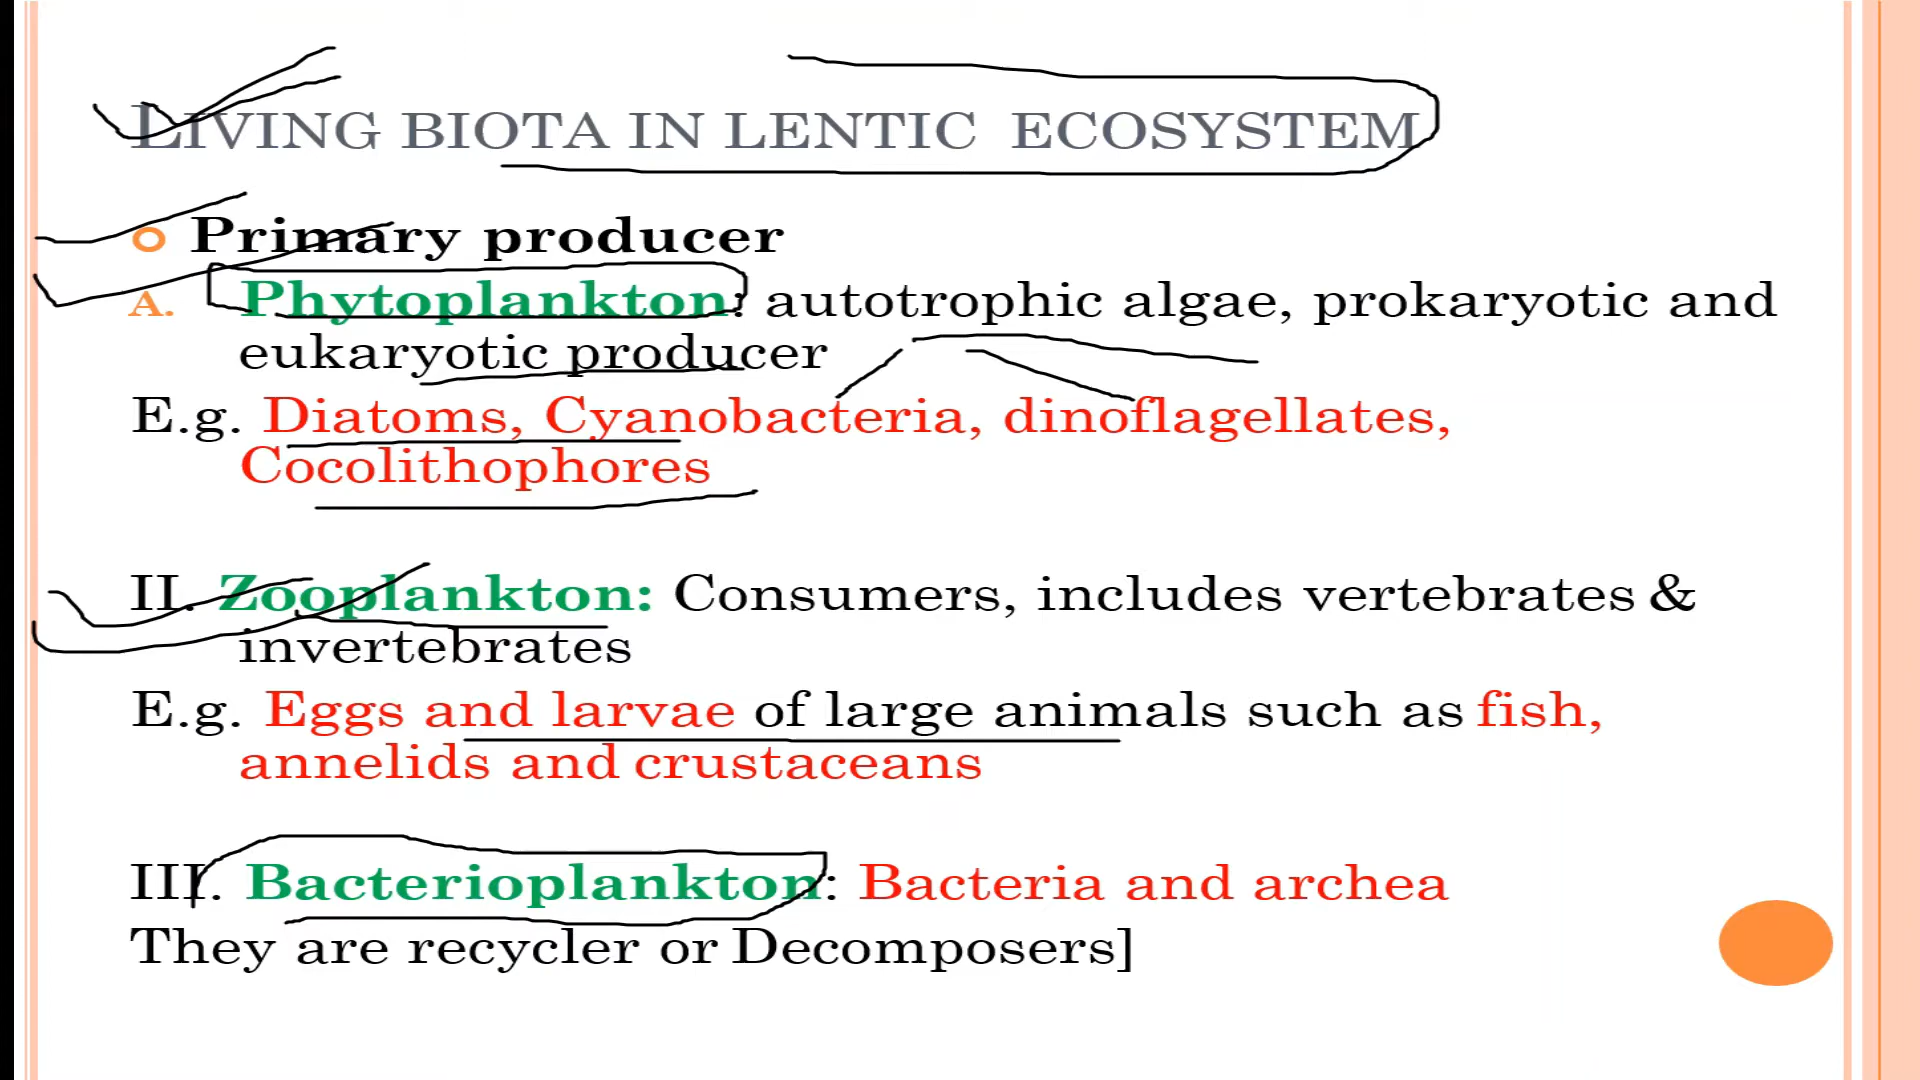 LIVING BIOTA IN LENTIC ECOSYSTEM
Primary producer
A. Phytoplankton: autotrophic algae, prokaryotic and
eukaryotic producer
E.g. Diatoms, Cyanobacteria, dinoflagellates,
Cocolithophores
II. Zooplankton: Consumers, includes vertebrates &
invertebrates
E.g. Eggs and larvae of large animals such as fish,
annelids and crustaceans
III. Bacterioplankton: Bacteria and archea
They are recycler or Decomposers]